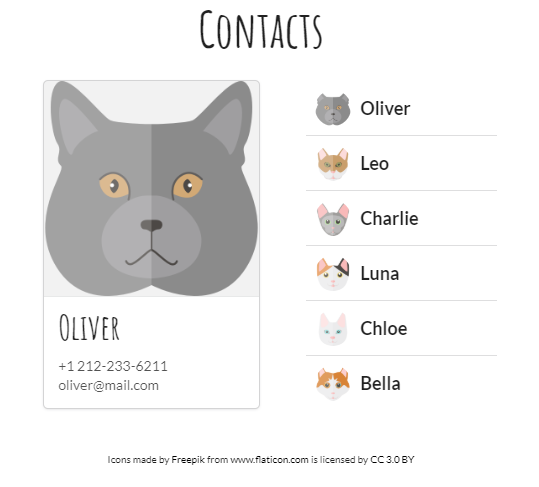 Contacts
Oliver
+1 212-233-6211
oliver@mail.com
Oliver
Leo
Charlie
Luna
Chloe
Bella
Icons made by Freepik from www.flaticon.com is licensed by CC 3.0 BY